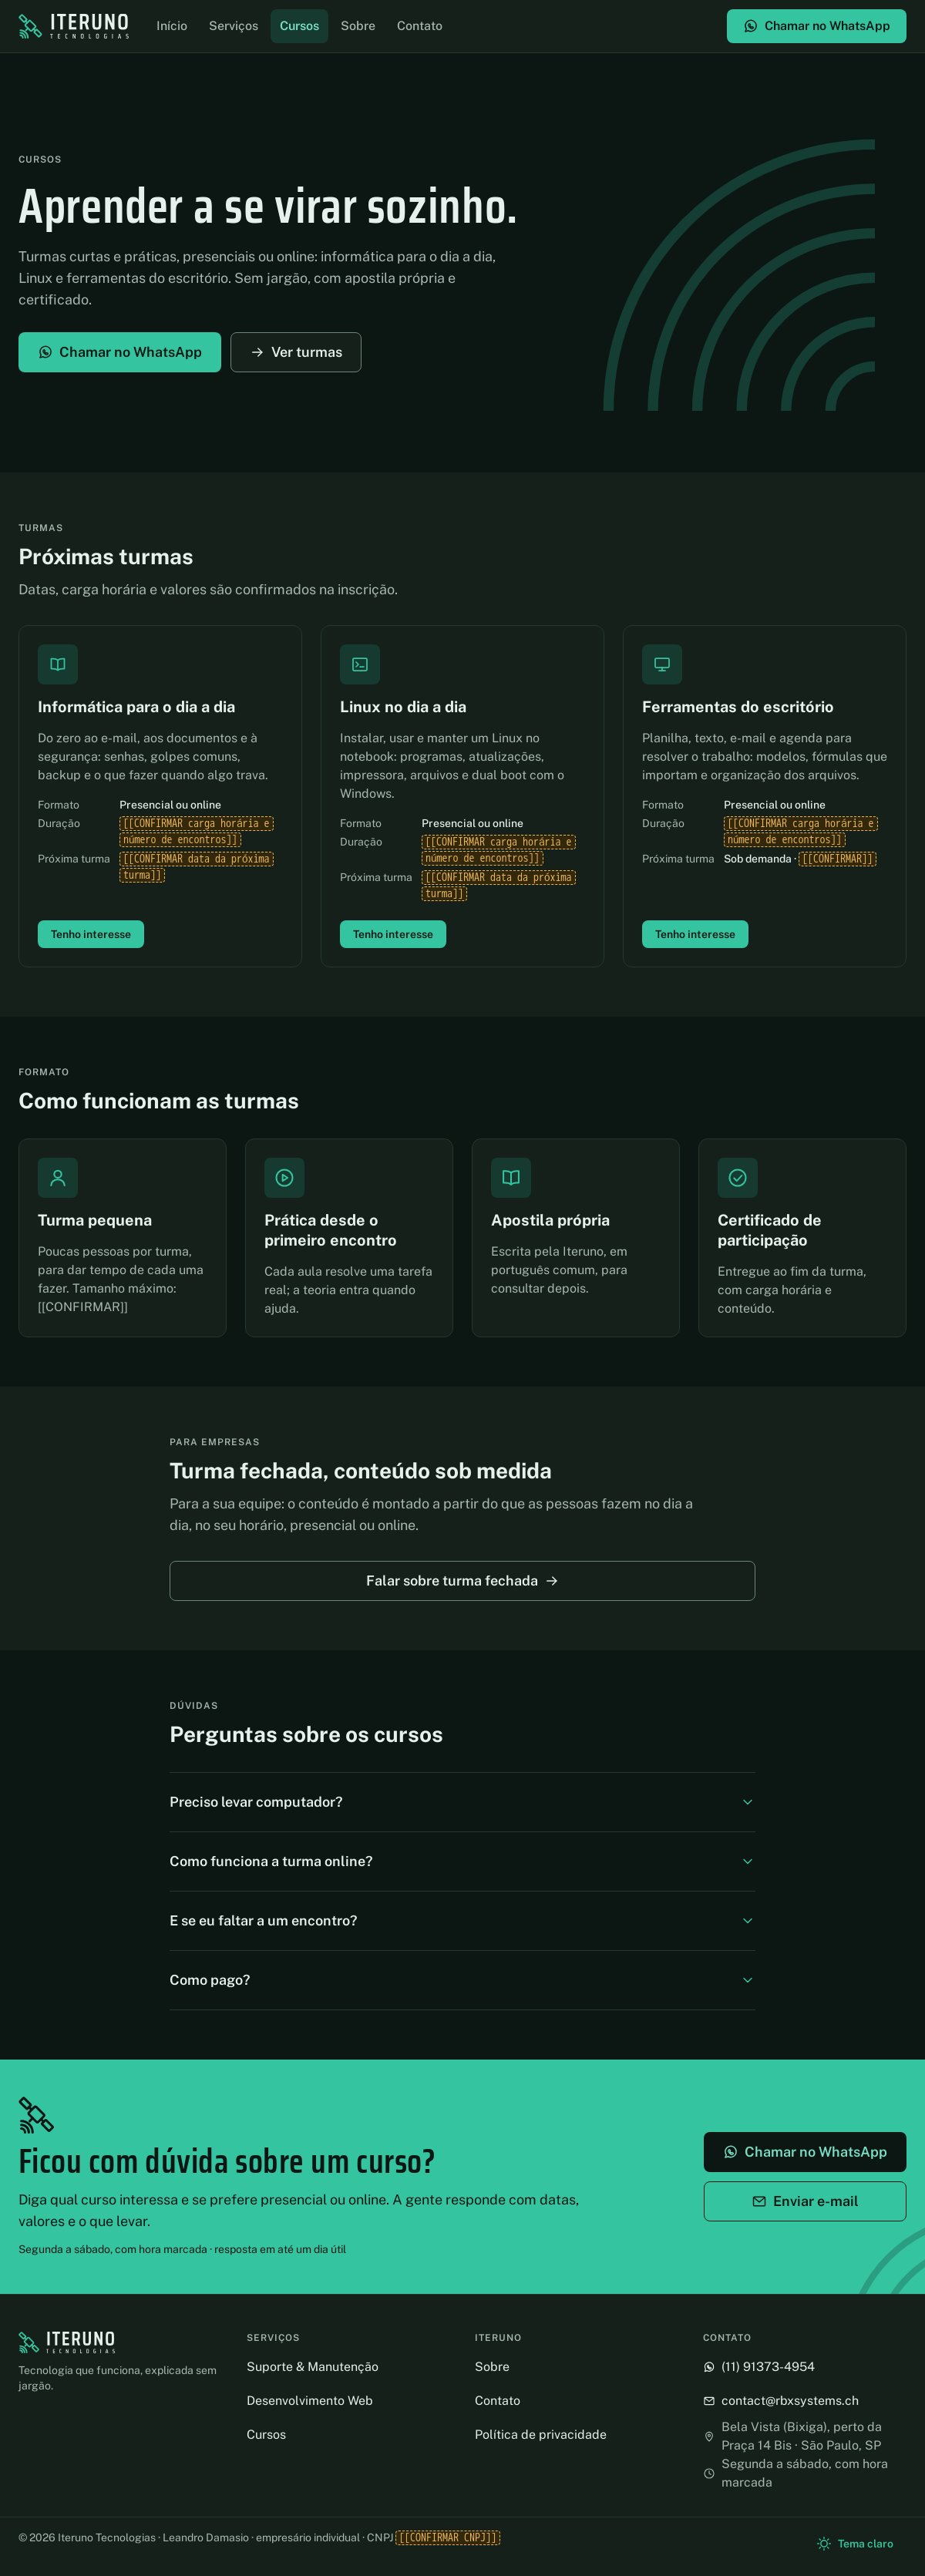 ITERUNO
TECNOLOGIAS
Início
Serviços
Cursos
Sobre
Contato
Chamar no WhatsApp
CURSOS
Aprender a se virar sozinho.
Turmas curtas e práticas, presenciais ou online: informática para o dia a dia,
Linux e ferramentas do escritório. Sem jargão, com apostila própria e
certificado.
Chamar no WhatsApp
Ver turmas
TURMAS
Próximas turmas
Datas, carga horária e valores são confirmados na inscrição.
Informática para o dia a dia
Do zero ao e-mail, aos documentos e à
segurança: senhas, golpes comuns,
backup e o que fazer quando algo trava.
Formato
Presencial ou online
Duração
[[CONFIRMAR carga horária e
número de encontros]]
Próxima turma
[[CONFIRMAR data da próxima
turma]]
Tenho interesse
Linux no dia a dia
Instalar, usar e manter um Linux no
notebook: programas, atualizações,
impressora, arquivos e dual boot com o
Windows.
Formato
Presencial ou online
Duração
[[CONFIRMAR carga horária e
número de encontros]]
Próxima turma
[[CONFIRMAR data da próxima
turma]]
Tenho interesse
Ferramentas do escritório
Planilha, texto, e-mail e agenda para
resolver o trabalho: modelos, fórmulas que
importam e organização dos arquivos.
Formato
Presencial ou online
Duração
[[CONFIRMAR carga horária e
número de encontros]]
Próxima turma
Sob demanda · [[CONFIRMAR]]
Tenho interesse
FORMATO
Como funcionam as turmas
Turma pequena
Poucas pessoas por turma,
para dar tempo de cada uma
fazer. Tamanho máximo:
[[CONFIRMAR]]
Prática desde o
primeiro encontro
Cada aula resolve uma tarefa
real; a teoria entra quando
ajuda.
Apostila própria
Escrita pela Iteruno, em
português comum, para
consultar depois.
Certificado de
participação
Entregue ao fim da turma,
com carga horária e
conteúdo.
PARA EMPRESAS
Turma fechada, conteúdo sob medida
Para a sua equipe: o conteúdo é montado a partir do que as pessoas fazem no dia a
dia, no seu horário, presencial ou online.
Falar sobre turma fechada
DÚVIDAS
Perguntas sobre os cursos
Preciso levar computador?
Como funciona a turma online?
E se eu faltar a um encontro?
Como pago?
Ficou com dúvida sobre um curso?
Diga qual curso interessa e se prefere presencial ou online. A gente responde com datas,
valores e o que levar.
Segunda a sábado, com hora marcada · resposta em até um dia útil
Chamar no WhatsApp
Enviar e-mail
ITERUNO
TECNOLOGIAS
Tecnologia que funciona, explicada sem
jargão.
SERVIÇOS
Suporte & Manutenção
Desenvolvimento Web
Cursos
ITERUNO
Sobre
Contato
Política de privacidade
CONTATO
(11) 91373-4954
contact@rbxsystems.ch
Bela Vista (Bixiga), perto da
Praça 14 Bis · São Paulo, SP
Segunda a sábado, com hora
marcada
© 2026 Iteruno Tecnologias · Leandro Damasio · empresário individual · CNPJ [[CONFIRMAR CNPJ]]
Tema claro